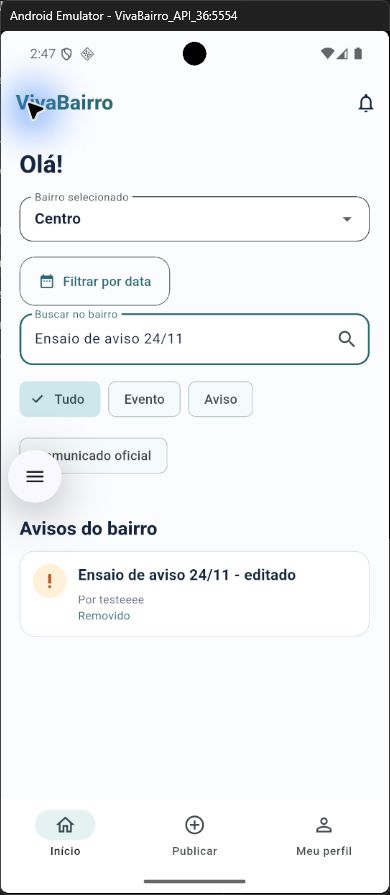 Android Emulator - VivaBairro_API_36:5554
2:47
VivaBairro
Olá!
Bairro selecionado
Centro
Filtrar por data
Buscar no bairro
Ensaio de aviso 24/11
Tudo
Evento
Aviso
oficial
Avisos do bairro
!
Ensaio de aviso 24/11 - editado
Por testeeee
Removido
Início
Publicar
Meu perfil